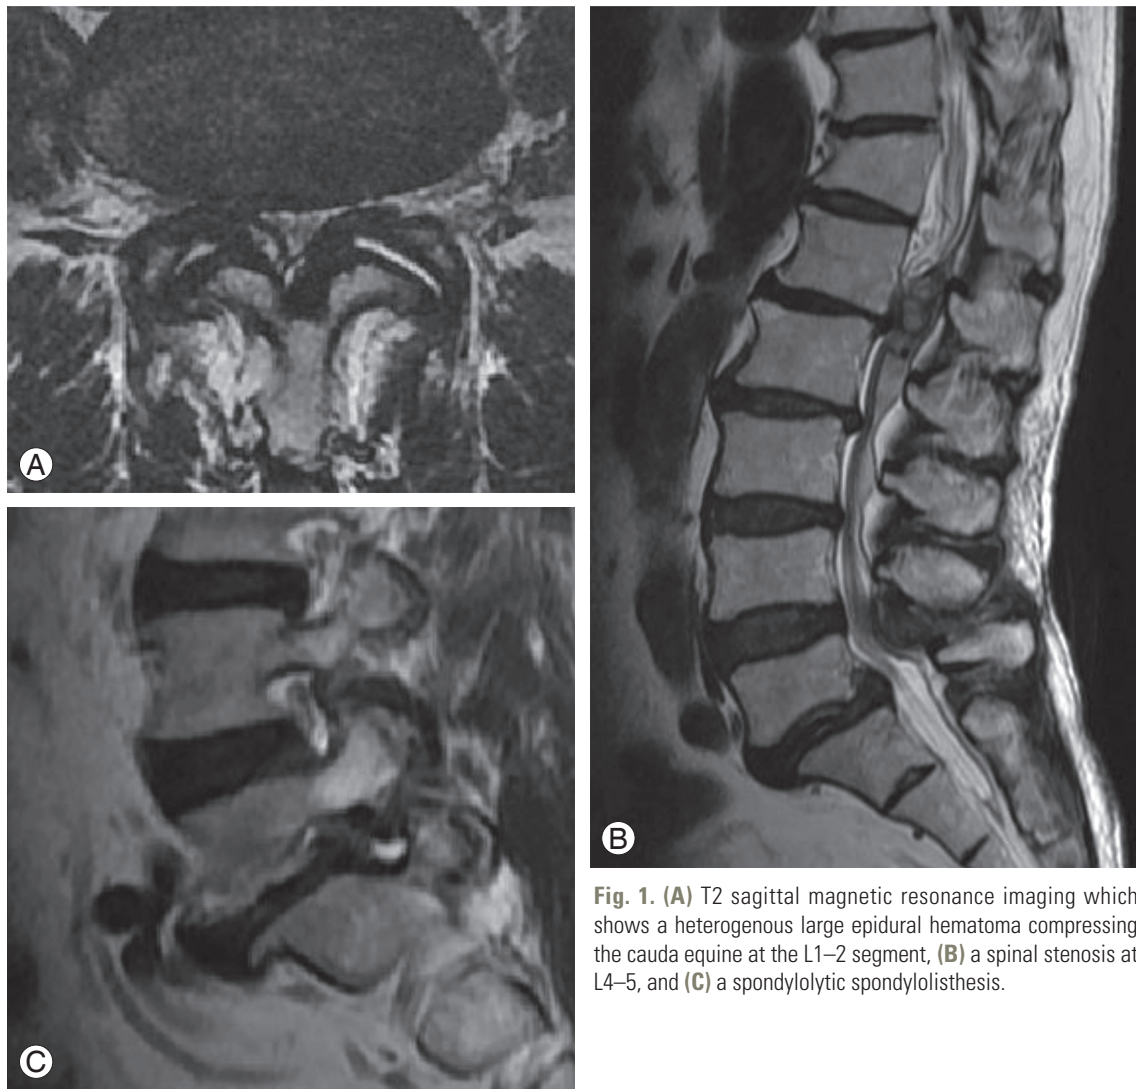 A
B
C
Fig. 1. (A) T2 sagittal magnetic resonance imaging which
shows a heterogenous large epidural hematoma compressing
the cauda equine at the L1–2 segment, (B) a spinal stenosis at
L4–5, and (C) a spondylolytic spondylolisthesis.